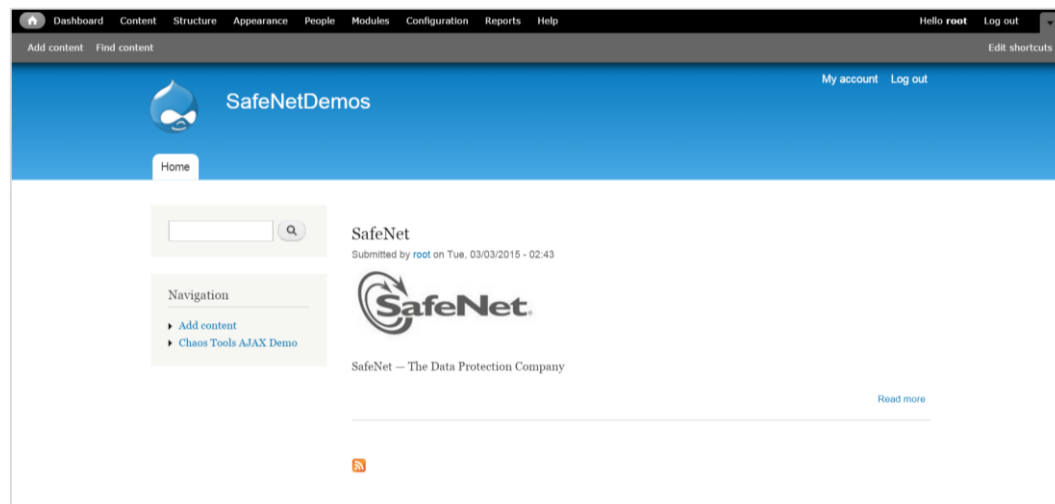 Dashboard Content Structure Appearance People Modules Configuration Reports Help Hello root Log out
Add content Find content Edit shortcuts
My account Log out
SafeNetDemos
Home
SafeNet
Submitted by root on Tue, 03/03/2015 - 02:43
SafeNet
Navigation
Add content
Chaos Tools AJAX Demo
SafeNet — The Data Protection Company
Read more